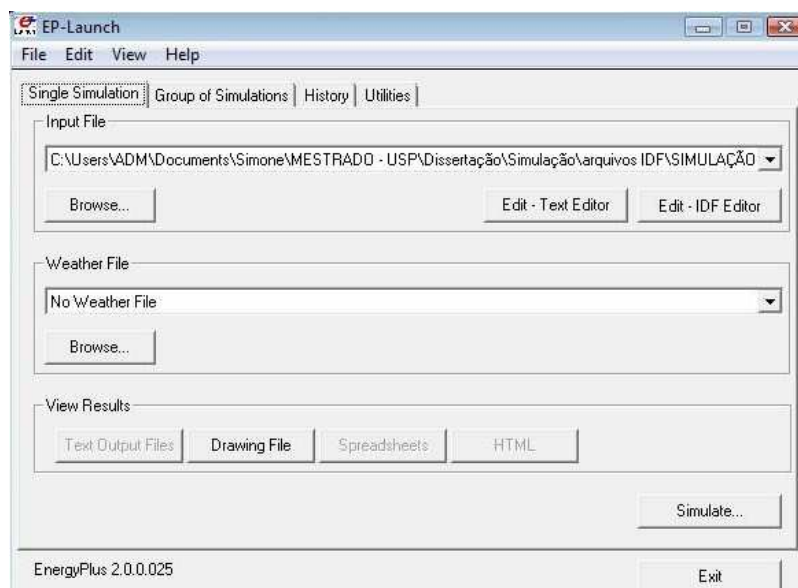 EP-Launch
File Edit View Help
Single Simulation Group of Simulations History Utilities
Input File
C:\Users\ADM\Documents\Simone\MESTRADO - USP\Dissertação\Simulação\arquivos IDF\SIMULAÇÃO
Browse... Edit - Text Editor Edit - IDF Editor
Weather File
No Weather File
Browse...
View Results
Text Output Files Drawing File Spreadsheets HTML
Simulate...
EnergyPlus 2.0.0.025 Exit